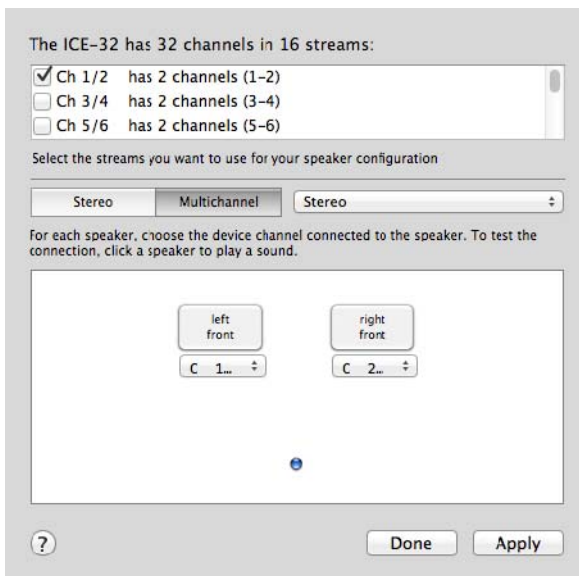 The ICE-32 has 32 channels in 16 streams:
Ch 1/2 has 2 channels (1-2)
Ch 3/4 has 2 channels (3-4)
Ch 5/6 has 2 channels (5-6)
Select the streams you want to use for your speaker configuration
Stereo Multichannel Stereo
For each speaker, choose the device channel connected to the speaker. To test the
connection, click a speaker to play a sound.
left right
front front
C 1... C 2...
? Done Apply